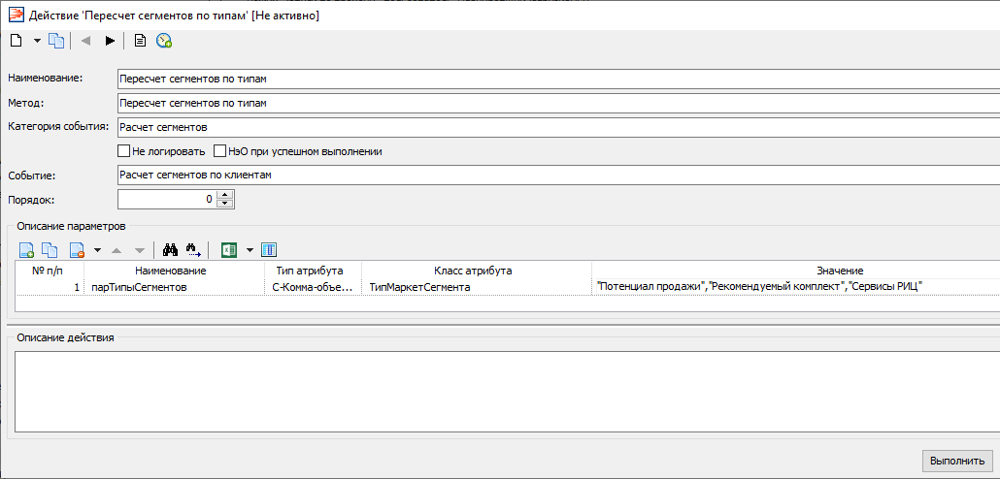 Действие 'Пересчет сегментов по типам' [Не активно]
Наименование: Пересчет сегментов по типам
Метод: Пересчет сегментов по типам
Категория события: Расчет сегментов
Не логировать НэО при успешном выполнении
Событие: Расчет сегментов по клиентам
Порядок: 0
Описание параметров
№ п/п Наименование Тип атрибута Класс атрибута Значение
1 парТипыСегментов С-Комма-объе... ТипМаркетСегмента "Потенциал продажи","Рекомендуемый комплект","Сервисы РИЦ"
Описание действия
Выполнить